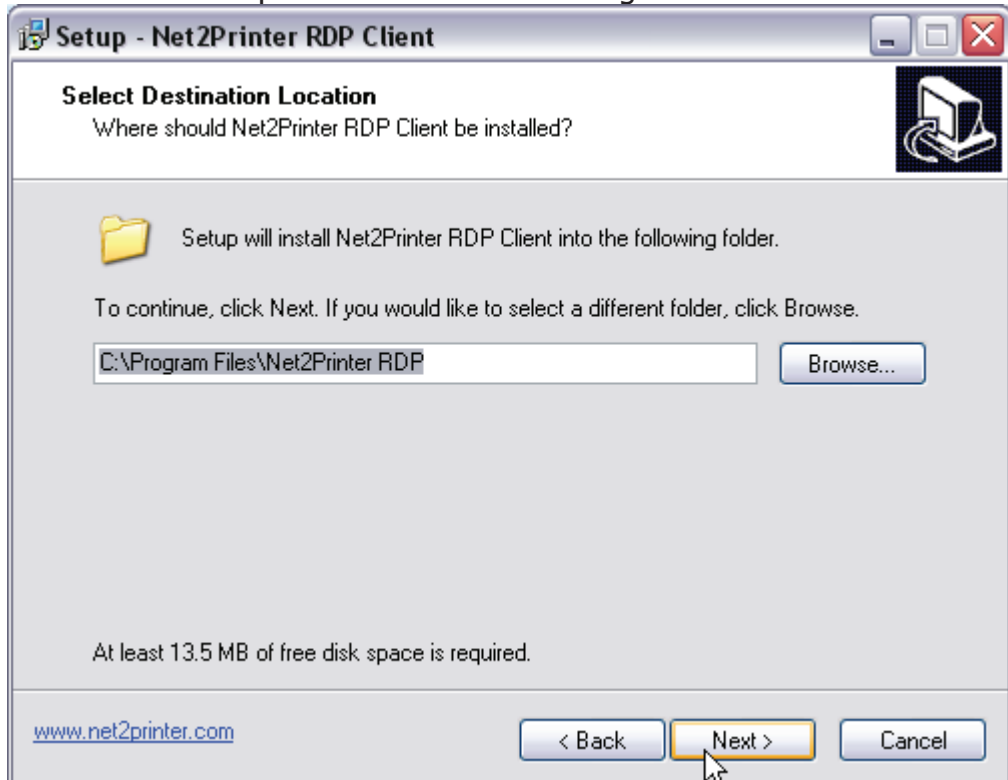 Setup - Net2Printer RDP Client
Select Destination Location
Where should Net2Printer RDP Client be installed?
Setup will install Net2Printer RDP Client into the following folder.
To continue, click Next. If you would like to select a different folder, click Browse.
C:\Program Files\Net2Printer RDP
Browse...
At least 13.5 MB of free disk space is required.
www.net2printer.com
< Back Next > Cancel